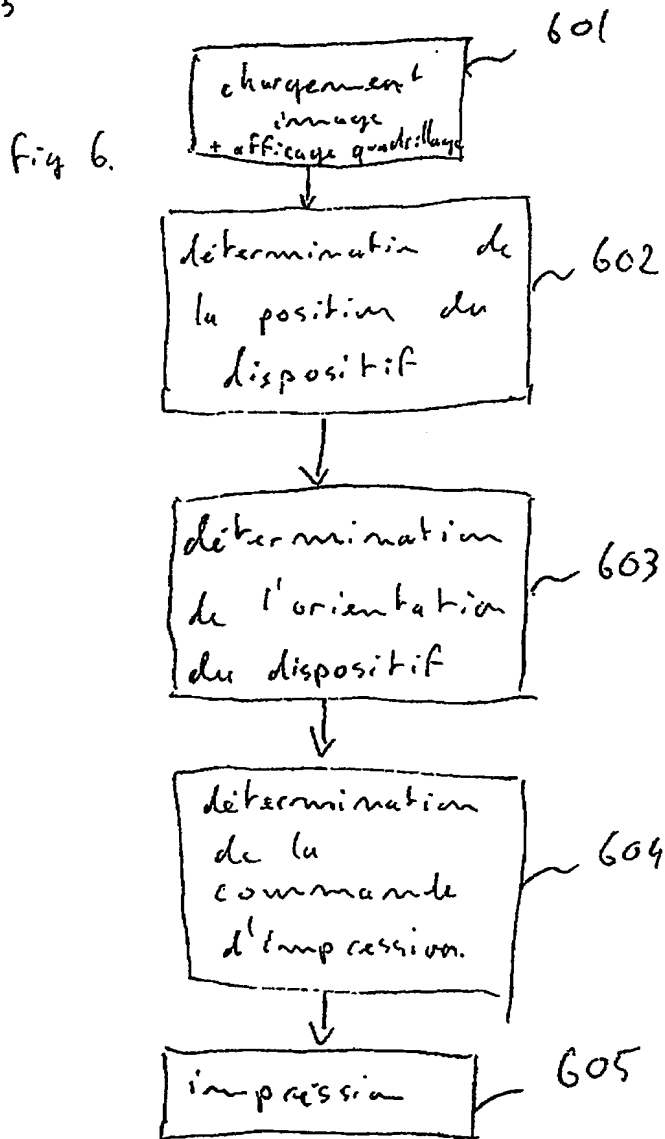 601
chargement
image
+ afficage quadrillage
fig 6.
détermination de
la position du
dispositif
602
détermination
de l'orientation
du dispositif
603
détermination
de la
commande
d'impression.
604
impression
605